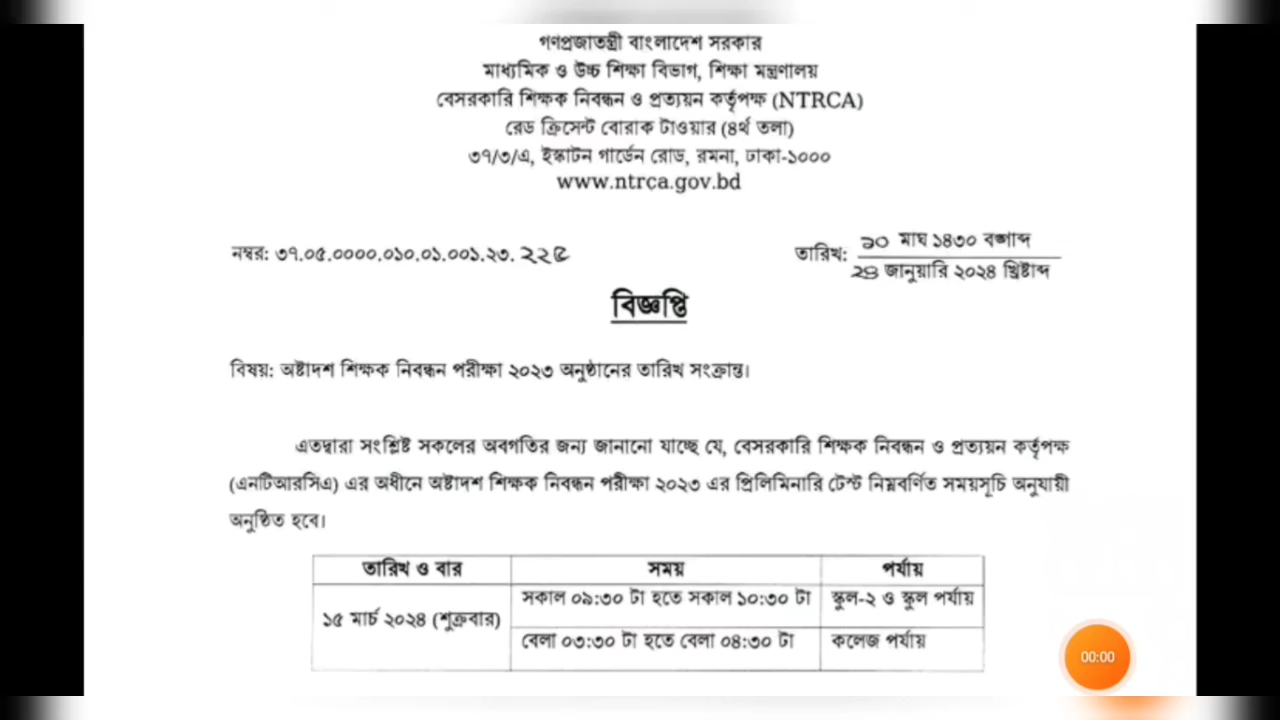 গণপ্রজাতন্ত্রী বাংলাদেশ সরকার
মাধ্যমিক ও উচ্চ শিক্ষা বিভাগ, শিক্ষা মন্ত্রণালয়
বেসরকারি শিক্ষক নিবন্ধন ও প্রত্যয়ন কর্তৃপক্ষ (NTRCA)
রেড ক্রিসেন্ট বোরাক টাওয়ার (৪র্থ তলা)
৩৭/৩/এ, ইস্কাটন গার্ডেন রোড, রমনা, ঢাকা-১০০০
www.ntrca.gov.bd
নম্বর: ৩৭.০৫.০০০০.০১০.০১.০০১.২৩.২২৫
তারিখ: ১০ মাঘ ১৪৩০ বঙ্গাব্দ
২৪ জানুয়ারি ২০২৪ খ্রিষ্টাব্দ
বিজ্ঞপ্তি
বিষয়: অষ্টাদশ শিক্ষক নিবন্ধন পরীক্ষা ২০২৩ অনুষ্ঠানের তারিখ সংক্রান্ত।
এতদ্বারা সংশ্লিষ্ট সকলের অবগতির জন্য জানানো যাচ্ছে যে, বেসরকারি শিক্ষক নিবন্ধন ও প্রত্যয়ন কর্তৃপক্ষ
(এনটিআরসিএ) এর অধীনে অষ্টাদশ শিক্ষক নিবন্ধন পরীক্ষা ২০২৩ এর প্রিলিমিনারি টেস্ট নিম্নবর্ণিত সময়সূচি অনুযায়ী
অনুষ্ঠিত হবে।
তারিখ ও বার সময় পর্যায়
১৫ মার্চ ২০২৪ (শুক্রবার) সকাল ০৯:৩০ টা হতে সকাল ১০:৩০ টা স্কুল-২ ও স্কুল পর্যায়
বেলা ০৩:৩০ টা হতে বেলা ০৪:৩০ টা কলেজ পর্যায়
00:00